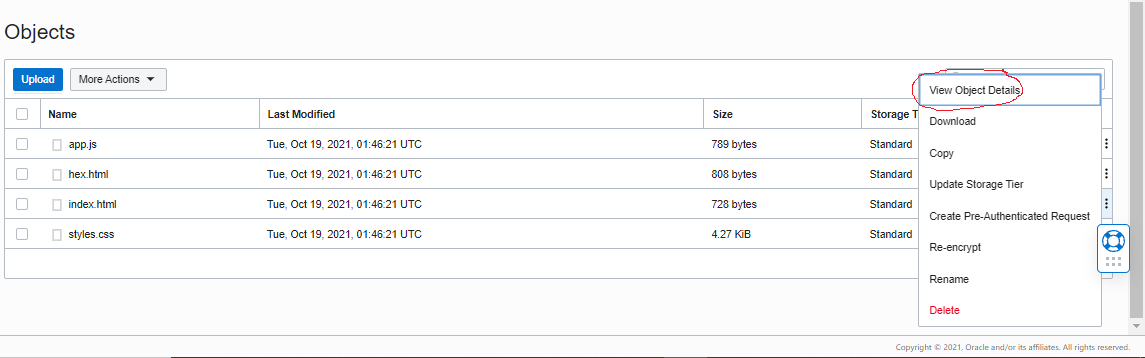 Objects
Upload More Actions
View Object Details
Name Last Modified Size Storage T
Download
app.js Tue, Oct 19, 2021, 01:46:21 UTC 789 bytes Standard
Copy
hex.html Tue, Oct 19, 2021, 01:46:21 UTC 808 bytes Standard
Update Storage Tier
index.html Tue, Oct 19, 2021, 01:46:21 UTC 728 bytes Standard
Create Pre-Authenticated Request
styles.css Tue, Oct 19, 2021, 01:46:21 UTC 4.27 KiB Standard
Re-encrypt
Rename
Delete
Copyright © 2021, Oracle and/or its affiliates. All rights reserved.